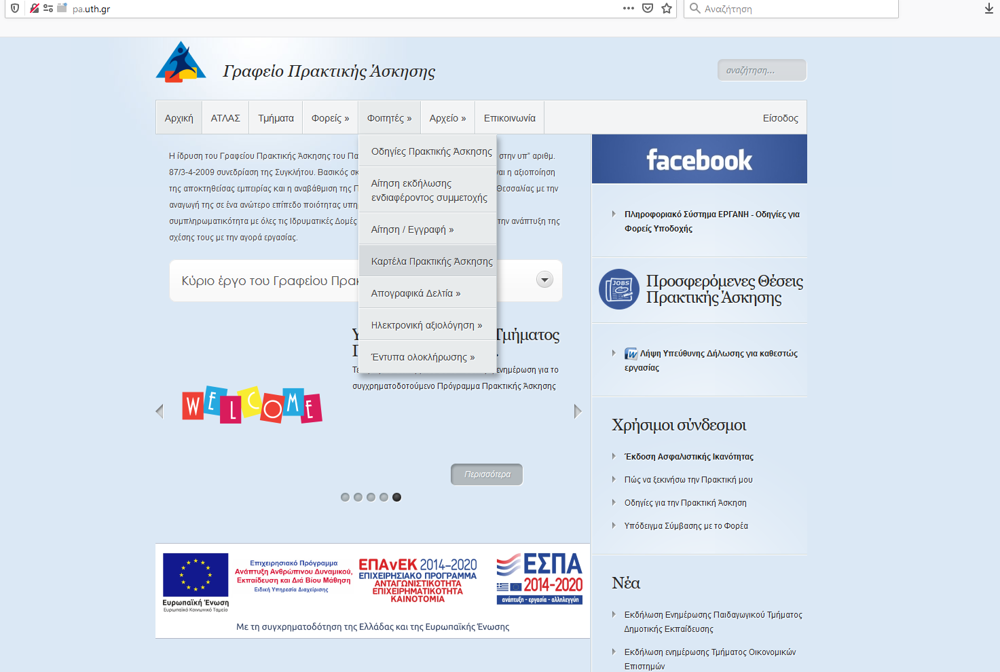 pa.uth.gr
Αναζήτηση
Γραφείο Πρακτικής Άσκησης
αναζήτηση...
Αρχική
ΑΤΛΑΣ
Τμήματα
Φορείς »
Φοιτητές »
Αρχείο »
Επικοινωνία
Είσοδος
Οδηγίες Πρακτικής Άσκησης
Αίτηση εκδήλωσης
ενδιαφέροντος συμμετοχής
Αίτηση / Εγγραφή »
Καρτέλα Πρακτικής Άσκησης
Απογραφικά Δελτία »
Ηλεκτρονική αξιολόγηση »
Έντυπα ολοκλήρωσης »
Η ίδρυση του Γραφείου Πρακτικής Άσκησης του Πα στην υπ” αριθμ.
87/3-4-2009 συνεδρίαση της Συγκλήτου. Βασικός σκ ναι η αξιοποίηση
της αποκτηθείσας εμπειρίας και η αναβάθμιση της Π Θεσσαλίας με την
αναγωγή της σε ένα ανώτερο επίπεδο ποιότητας υπη
συμπληρωματικότητα με όλες τις Ιδρυματικές Δομές την ανάπτυξη της
σχέσης τους με την αγορά εργασίας.
Κύριο έργο του Γραφείου Πρακ
Τμήματος
ενημέρωση για το
συγχρηματοδοτούμενο Πρόγραμμα Πρακτικής Άσκησης
WELCOME
Περισσότερα
Ευρωπαϊκή Ένωση
Ευρωπαϊκό Κοινωνικό Ταμείο
Επιχειρησιακό Πρόγραμμα
Ανάπτυξη Ανθρώπινου Δυναμικού,
Εκπαίδευση και Διά Βίου Μάθηση
Ειδική Υπηρεσία Διαχείρισης
ΕΠΑνΕΚ 2014–2020
ΕΠΙΧΕΙΡΗΣΙΑΚΟ ΠΡΟΓΡΑΜΜΑ
ΑΝΤΑΓΩΝΙΣΤΙΚΟΤΗΤΑ
ΕΠΙΧΕΙΡΗΜΑΤΙΚΟΤΗΤΑ
ΚΑΙΝΟΤΟΜΙΑ
ΕΣΠΑ
2014-2020
ανάπτυξη - εργασία - αλληλεγγύη
Με τη συγχρηματοδότηση της Ελλάδας και της Ευρωπαϊκής Ένωσης
facebook
Πληροφοριακό Σύστημα ΕΡΓΑΝΗ - Οδηγίες για
Φορείς Υποδοχής
JOBS
Προσφερόμενες Θέσεις
Πρακτικής Άσκησης
Λήψη Υπεύθυνης Δήλωσης για καθεστώς
εργασίας
Χρήσιμοι σύνδεσμοι
Έκδοση Ασφαλιστικής Ικανότητας
Πώς να ξεκινήσω την Πρακτική μου
Οδηγίες για την Πρακτική Άσκηση
Υπόδειγμα Σύμβασης με το Φορέα
Νέα
Εκδήλωση Ενημέρωσης Παιδαγωγικού Τμήματος
Δημοτικής Εκπαίδευσης
Εκδήλωση ενημέρωσης Τμήματος Οικονομικών
Επιστημών